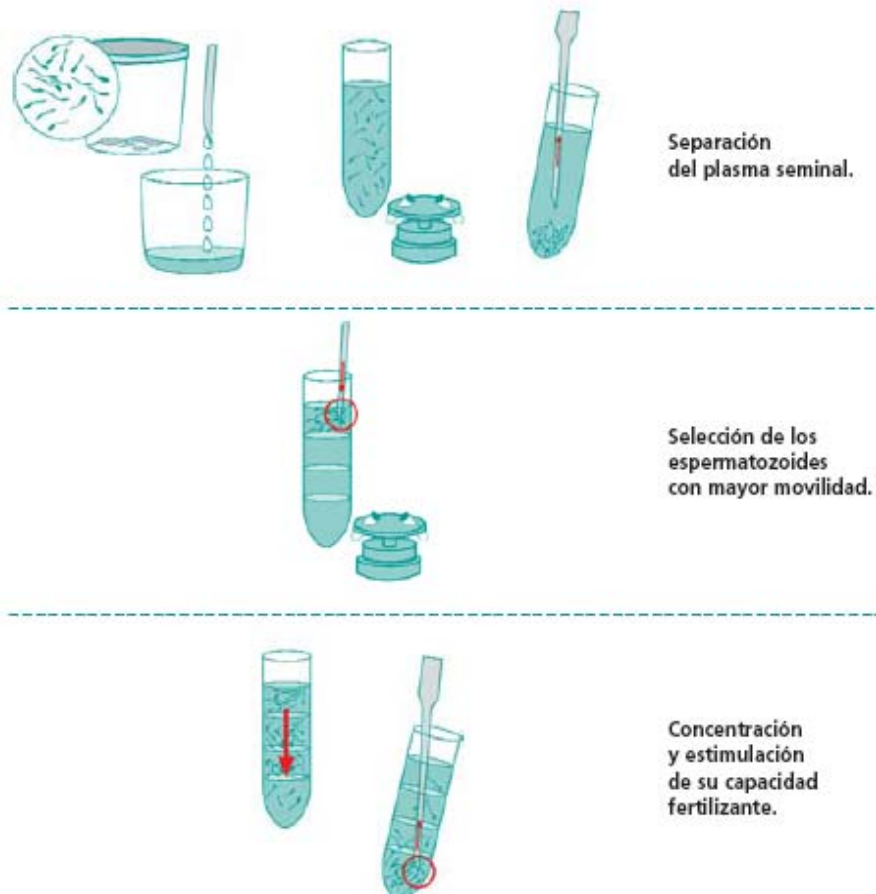 Separación
del plasma seminal.
Selección de los
espermatozoides
con mayor movilidad.
Concentración
y estimulación
de su capacidad
fertilizante.